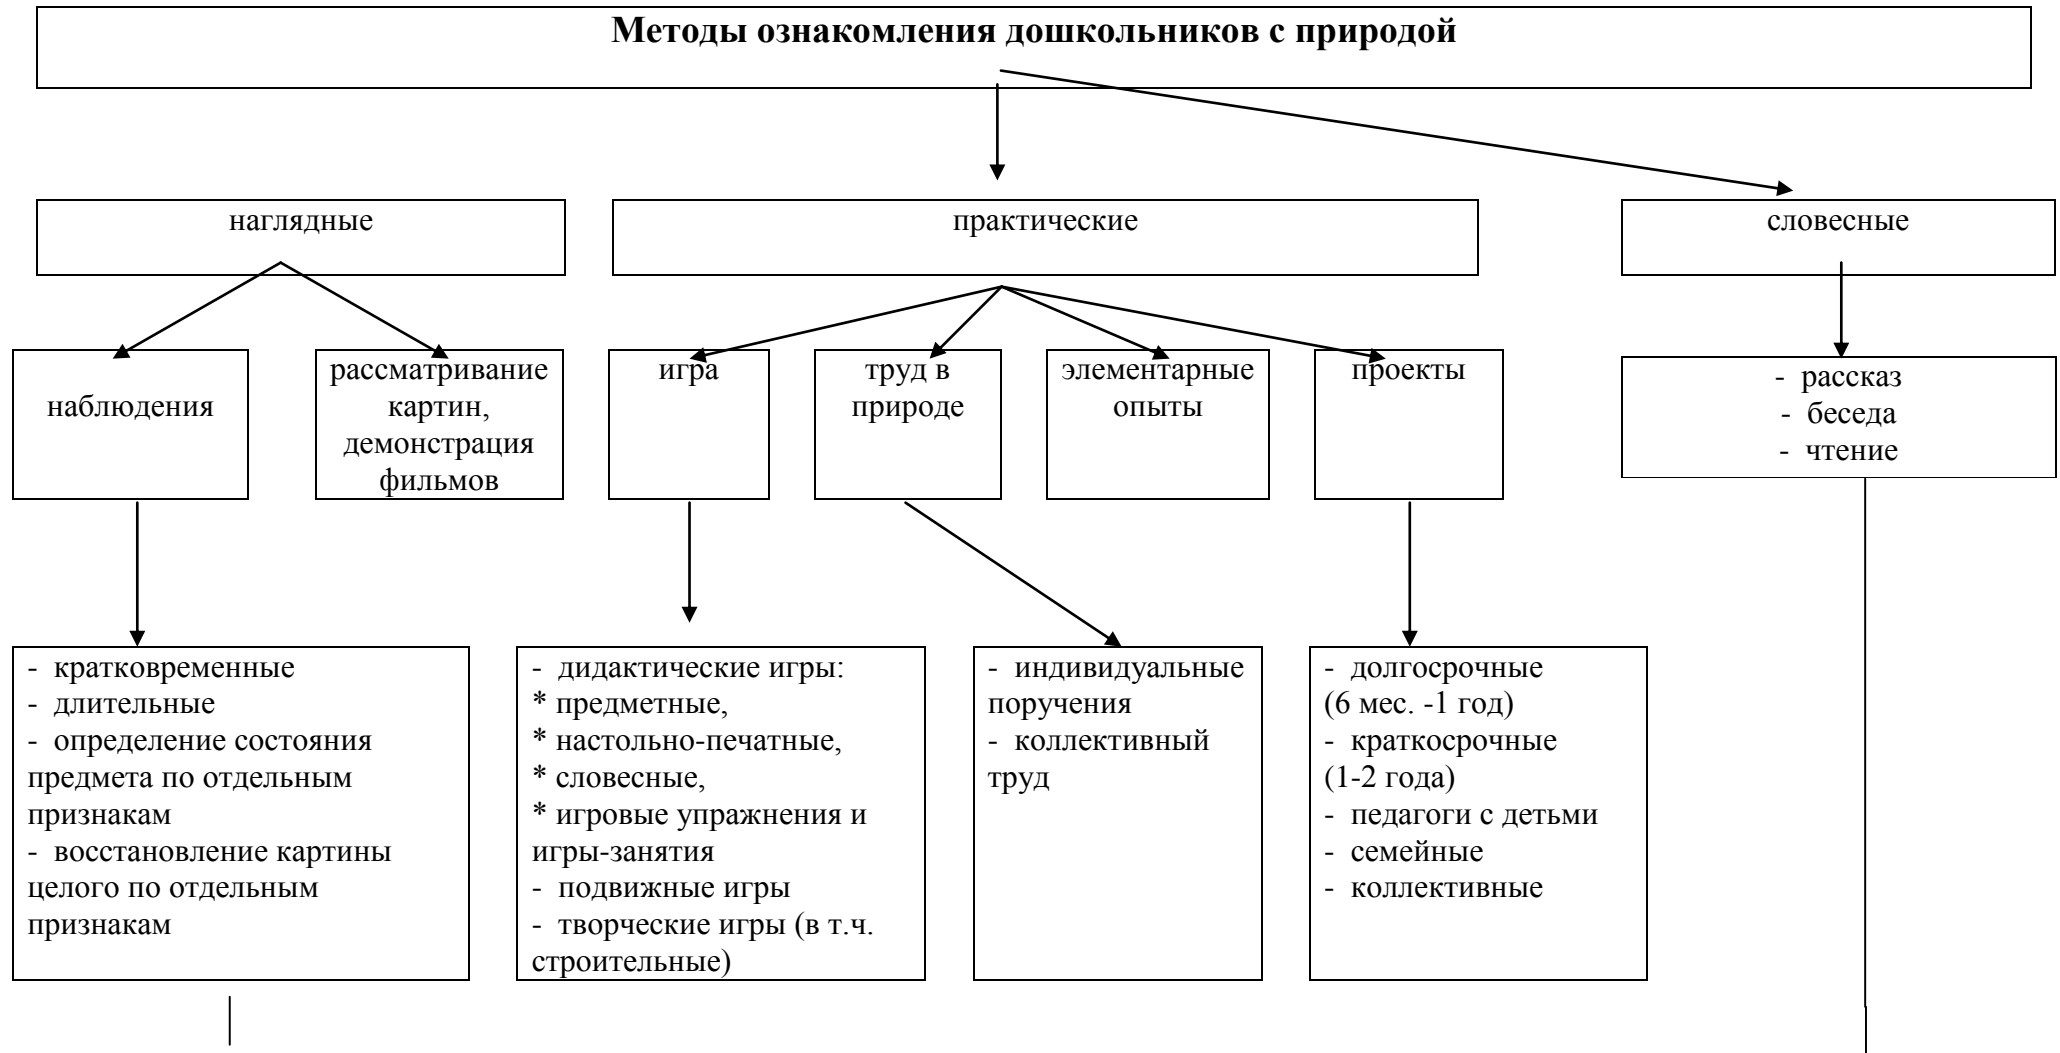 Методы ознакомления дошкольников с природой
наглядные
практические
словесные
наблюдения
рассматривание
картин,
демонстрация
фильмов
игра
труд в
природе
элементарные
опыты
проекты
- рассказ
- беседа
- чтение
- кратковременные
- длительные
- определение состояния
предмета по отдельным
признакам
- восстановление картины
целого по отдельным
признакам
- дидактические игры:
* предметные,
* настольно-печатные,
* словесные,
* игровые упражнения и
игры-занятия
- подвижные игры
- творческие игры (в т.ч.
строительные)
- индивидуальные
поручения
- коллективный
труд
- долгосрочные
(6 мес. -1 год)
- краткосрочные
(1-2 года)
- педагоги с детьми
- семейные
- коллективные